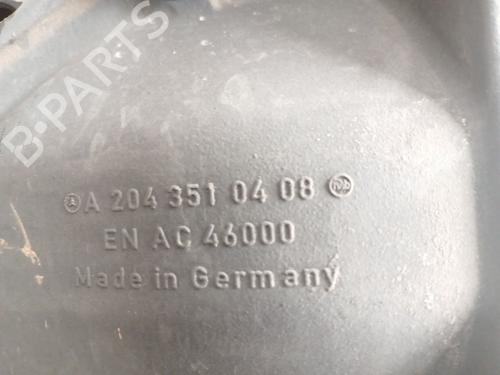 B-PARTS
A 204 351 04 08
EN AC 46000
Made in Germany